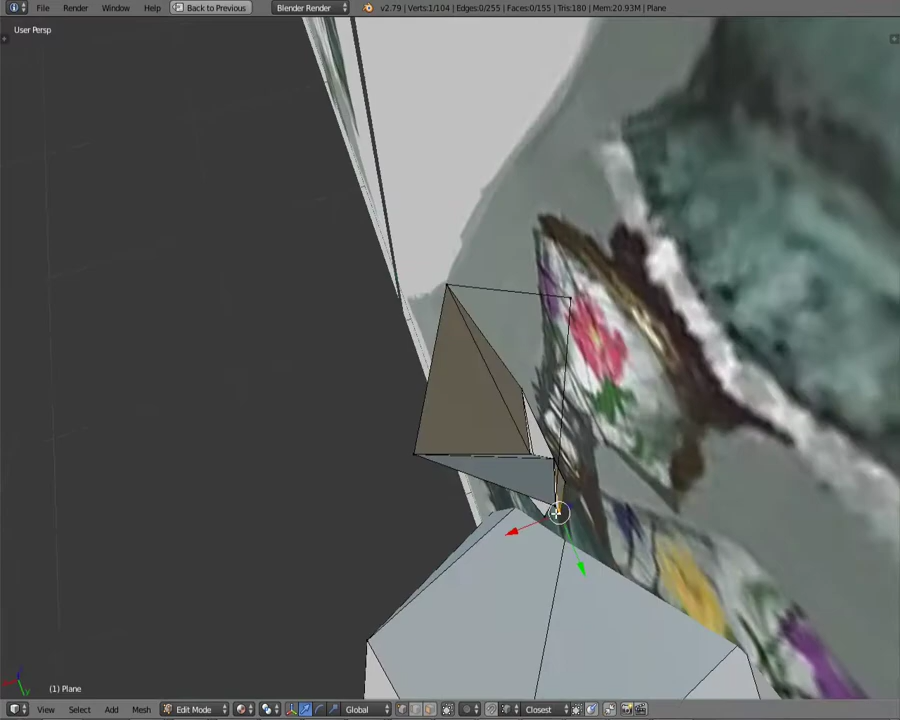 File Render Window Help Back to Previous Blender Render v2.79 | Verts:1/104 | Edges:0/255 | Faces:0/155 | Tris:180 | Mem:20.93M | Plane
User Persp
(1) Plane
View Select Add Mesh Edit Mode Global Closest